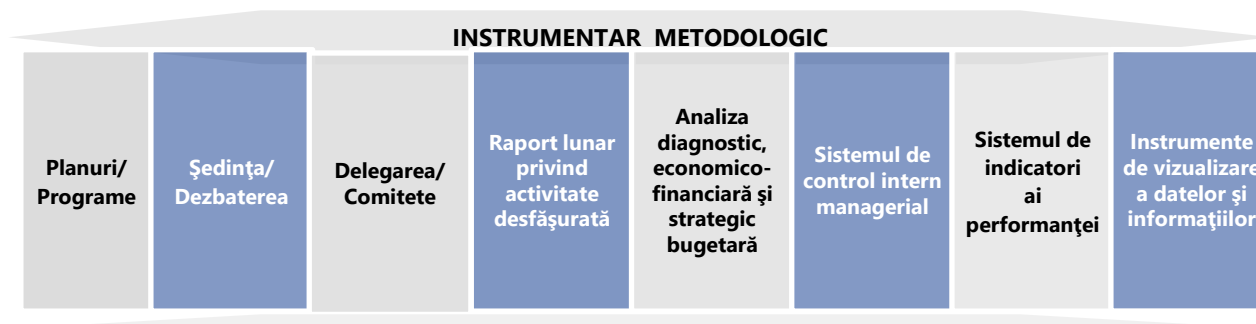 INSTRUMENTAR METODOLOGIC
Planuri/
Programe
Şedinţa/
Dezbaterea
Delegarea/
Comitete
Raport lunar
privind
activitate
desfăşurată
Analiza
diagnostic,
economico-
financiară şi
strategic
bugetară
Sistemul de
control intern
managerial
Sistemul de
indicatori
ai
performanţei
Instrumente
de vizualizare
a datelor şi
informaţiilor